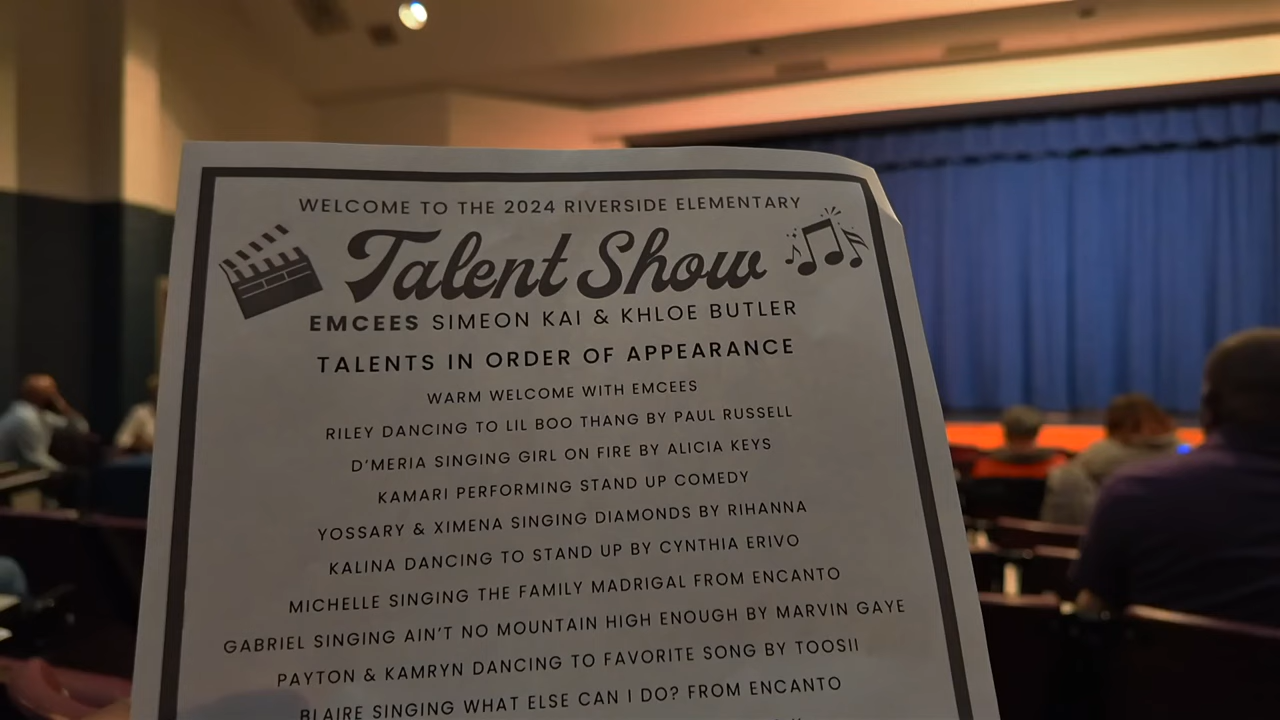 WELCOME TO THE 2024 RIVERSIDE ELEMENTARY
Talent Show
EMCEES SIMEON KAI & KHLOE BUTLER
TALENTS IN ORDER OF APPEARANCE
WARM WELCOME WITH EMCEES
RILEY DANCING TO LIL BOO THANG BY PAUL RUSSELL
D'MERIA SINGING GIRL ON FIRE BY ALICIA KEYS
KAMARI PERFORMING STAND UP COMEDY
YOSSARY & XIMENA SINGING DIAMONDS BY RIHANNA
KALINA DANCING TO STAND UP BY CYNTHIA ERIVO
MICHELLE SINGING THE FAMILY MADRIGAL FROM ENCANTO
GABRIEL SINGING AIN'T NO MOUNTAIN HIGH ENOUGH BY MARVIN GAYE
PAYTON & KAMRYN DANCING TO FAVORITE SONG BY TOOSII
BLAIRE SINGING WHAT ELSE CAN I DO? FROM ENCANTO